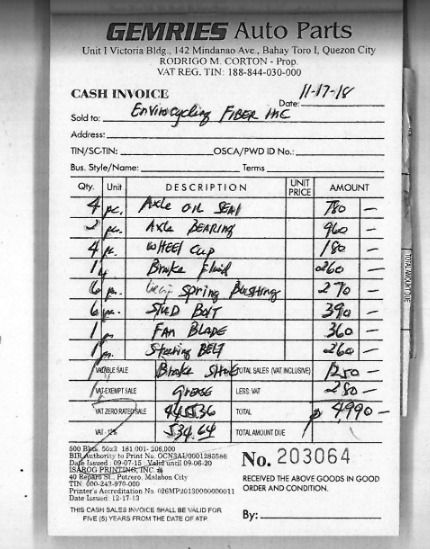 GEMRIES Auto Parts
Unit I Victoria Bldg., 142 Mindanao Ave., Bahay Toro I, Quezon City
RODRIGO M. CORTON - Prop.
VAT REG. TIN: 188-844-030-000
CASH INVOICE Date: 11-17-18
Sold to: Envirocycling FIBER INC
Address:
TIN/SC-TIN: OSCA/PWD ID No.:
Bus. Style/Name: Terms
Qty. Unit DESCRIPTION UNIT PRICE AMOUNT
4 pc. Axle OIL SEAL 780 —
2 pc. Axle BEARING 960 —
4 pc. WHEEL CUP 180 —
1 Brake Fluid 260 —
6 pc. Spring Bushing 270 —
6 pc. STUD BOLT 390 —
1 pc. FAN BLADE 360 —
1 pc. Steering BELT 260 —
VATABLE SALE Brake Shoe TOTAL SALES (VAT INCLUSIVE) 1250 —
VAT-EXEMPT SALE GREASE LESS: VAT 280 —
VAT ZERO RATED SALE 4455.36 TOTAL ₱ 4990 —
VAT - 12% 534.64 TOTAL AMOUNT DUE
500 Bklts. 50x3 181,001- 206,000
BIR Authority to Print No.
Date Issued 09-07-15 Valid until 09-06-20
ISAROG PRINTING, INC.
40 Repars St., Potrero, Malabon City
TIN: 000-243-976-000
Printer's Accreditation No.
Date Issued: 12-17-13
No. 203064
RECEIVED THE ABOVE GOODS IN GOOD
ORDER AND CONDITION.
THIS CASH SALES INVOICE SHALL BE VALID FOR
FIVE (5) YEARS FROM THE DATE OF ATP
By: